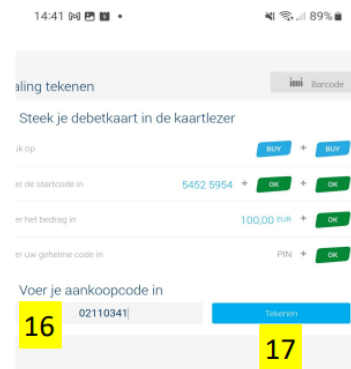 14:41 89%
aling tekenen Barcode
Steek je debetkaart in de kaartlezer
uk op BUY + BUY
er de startcode in 5452 5954 + OK + OK
er het bedrag in 100,00 EUR + OK
er uw geheime code in PIN + OK
Voer je aankoopcode in
16 02110341 Tekenen
17